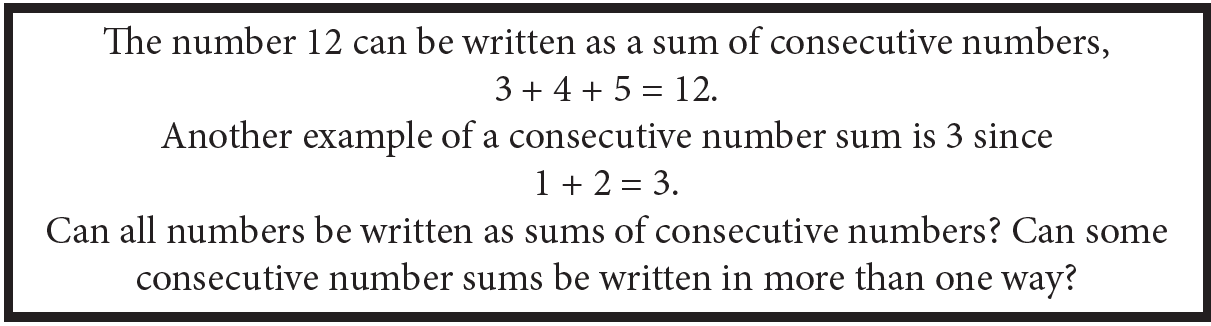 The number 12 can be written as a sum of consecutive numbers,
3 + 4 + 5 = 12.
Another example of a consecutive number sum is 3 since
1 + 2 = 3.
Can all numbers be written as sums of consecutive numbers? Can some
consecutive number sums be written in more than one way?